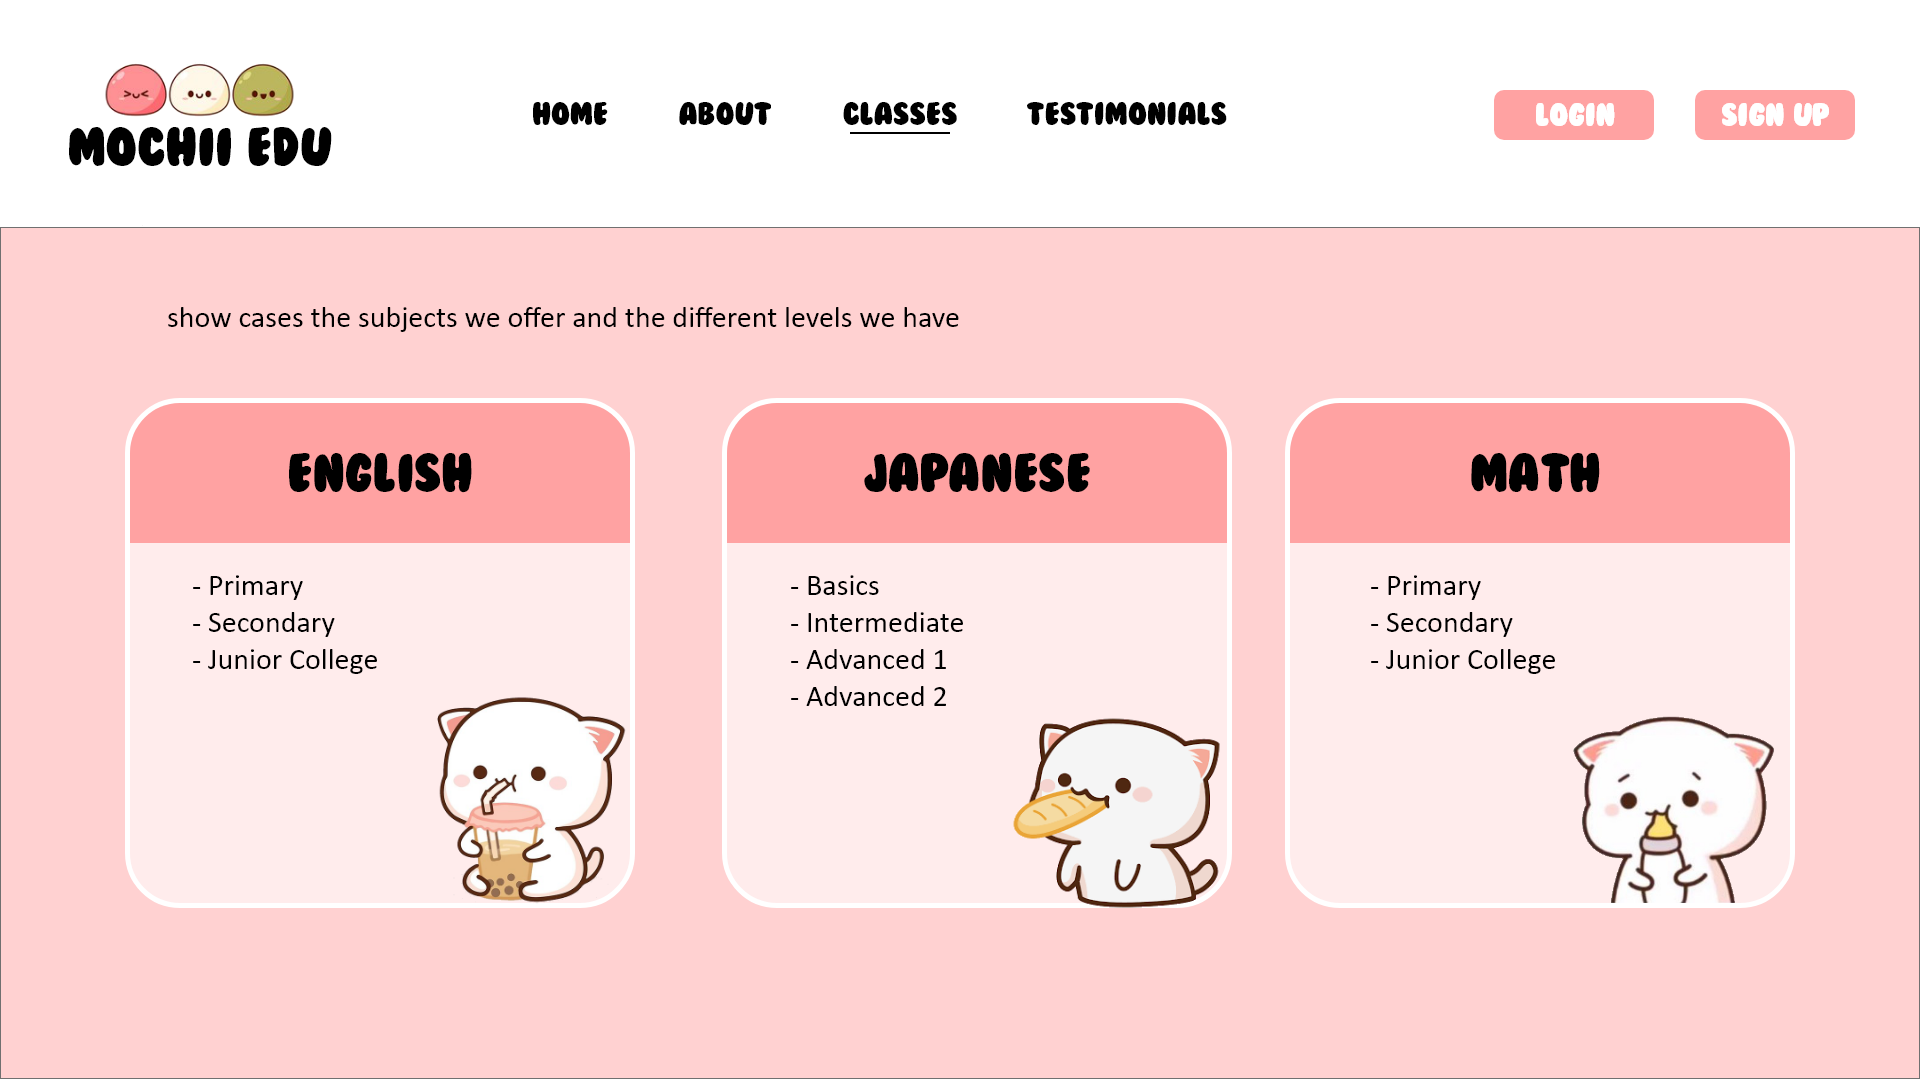 MOCHII EDU
HOME ABOUT CLASSES TESTIMONIALS
LOGIN SIGN UP
show cases the subjects we offer and the different levels we have
ENGLISH
- Primary
- Secondary
- Junior College
JAPANESE
- Basics
- Intermediate
- Advanced 1
- Advanced 2
MATH
- Primary
- Secondary
- Junior College